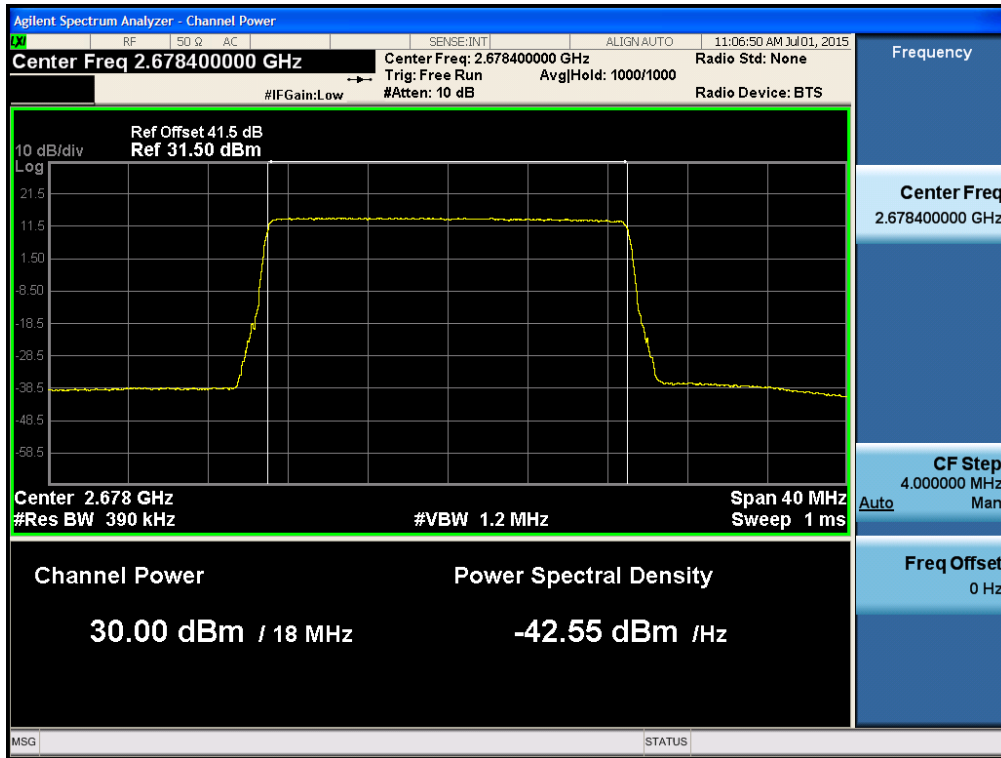 Agilent Spectrum Analyzer - Channel Power
LXI RF 50 Ω AC SENSE:INT ALIGN AUTO 11:06:50 AM Jul 01, 2015
Center Freq 2.678400000 GHz
Center Freq: 2.678400000 GHz
Radio Std: None
Trig: Free Run Avg|Hold: 1000/1000
#IFGain:Low
#Atten: 10 dB
Radio Device: BTS
Ref Offset 41.5 dB
10 dB/div Ref 31.50 dBm
Log
21.5
11.5
1.50
-8.50
-18.5
-28.5
-38.5
-48.5
-58.5
Center 2.678 GHz Span 40 MHz
#Res BW 390 kHz #VBW 1.2 MHz Sweep 1 ms
Channel Power Power Spectral Density
30.00 dBm / 18 MHz -42.55 dBm /Hz
MSG STATUS
Frequency
Center Freq
2.678400000 GHz
CF Step
4.000000 MHz
Auto Man
Freq Offset
0 Hz